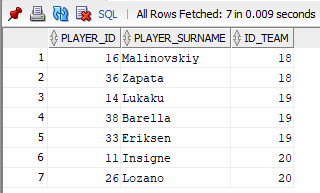 SQL | All Rows Fetched: 7 in 0.009 seconds
PLAYER_ID PLAYER_SURNAME ID_TEAM
1 16 Malinovskiy 18
2 36 Zapata 18
3 14 Lukaku 19
4 38 Barella 19
5 33 Eriksen 19
6 11 Insigne 20
7 26 Lozano 20